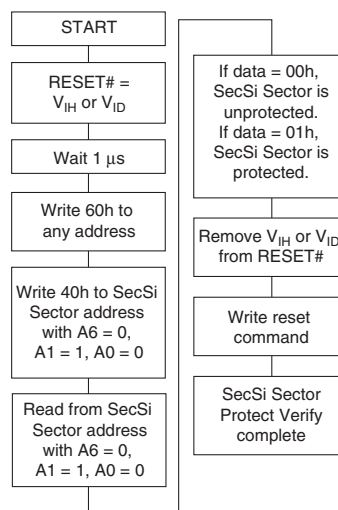 START
RESET# =
VIH or VID
Wait 1 μs
Write 60h to
any address
Write 40h to SecSi
Sector address
with A6 = 0,
A1 = 1, A0 = 0
Read from SecSi
Sector address
with A6 = 0,
A1 = 1, A0 = 0
If data = 00h,
SecSi Sector is
unprotected.
If data = 01h,
SecSi Sector is
protected.
Remove VIH or VID
from RESET#
Write reset
command
SecSi Sector
Protect Verify
complete